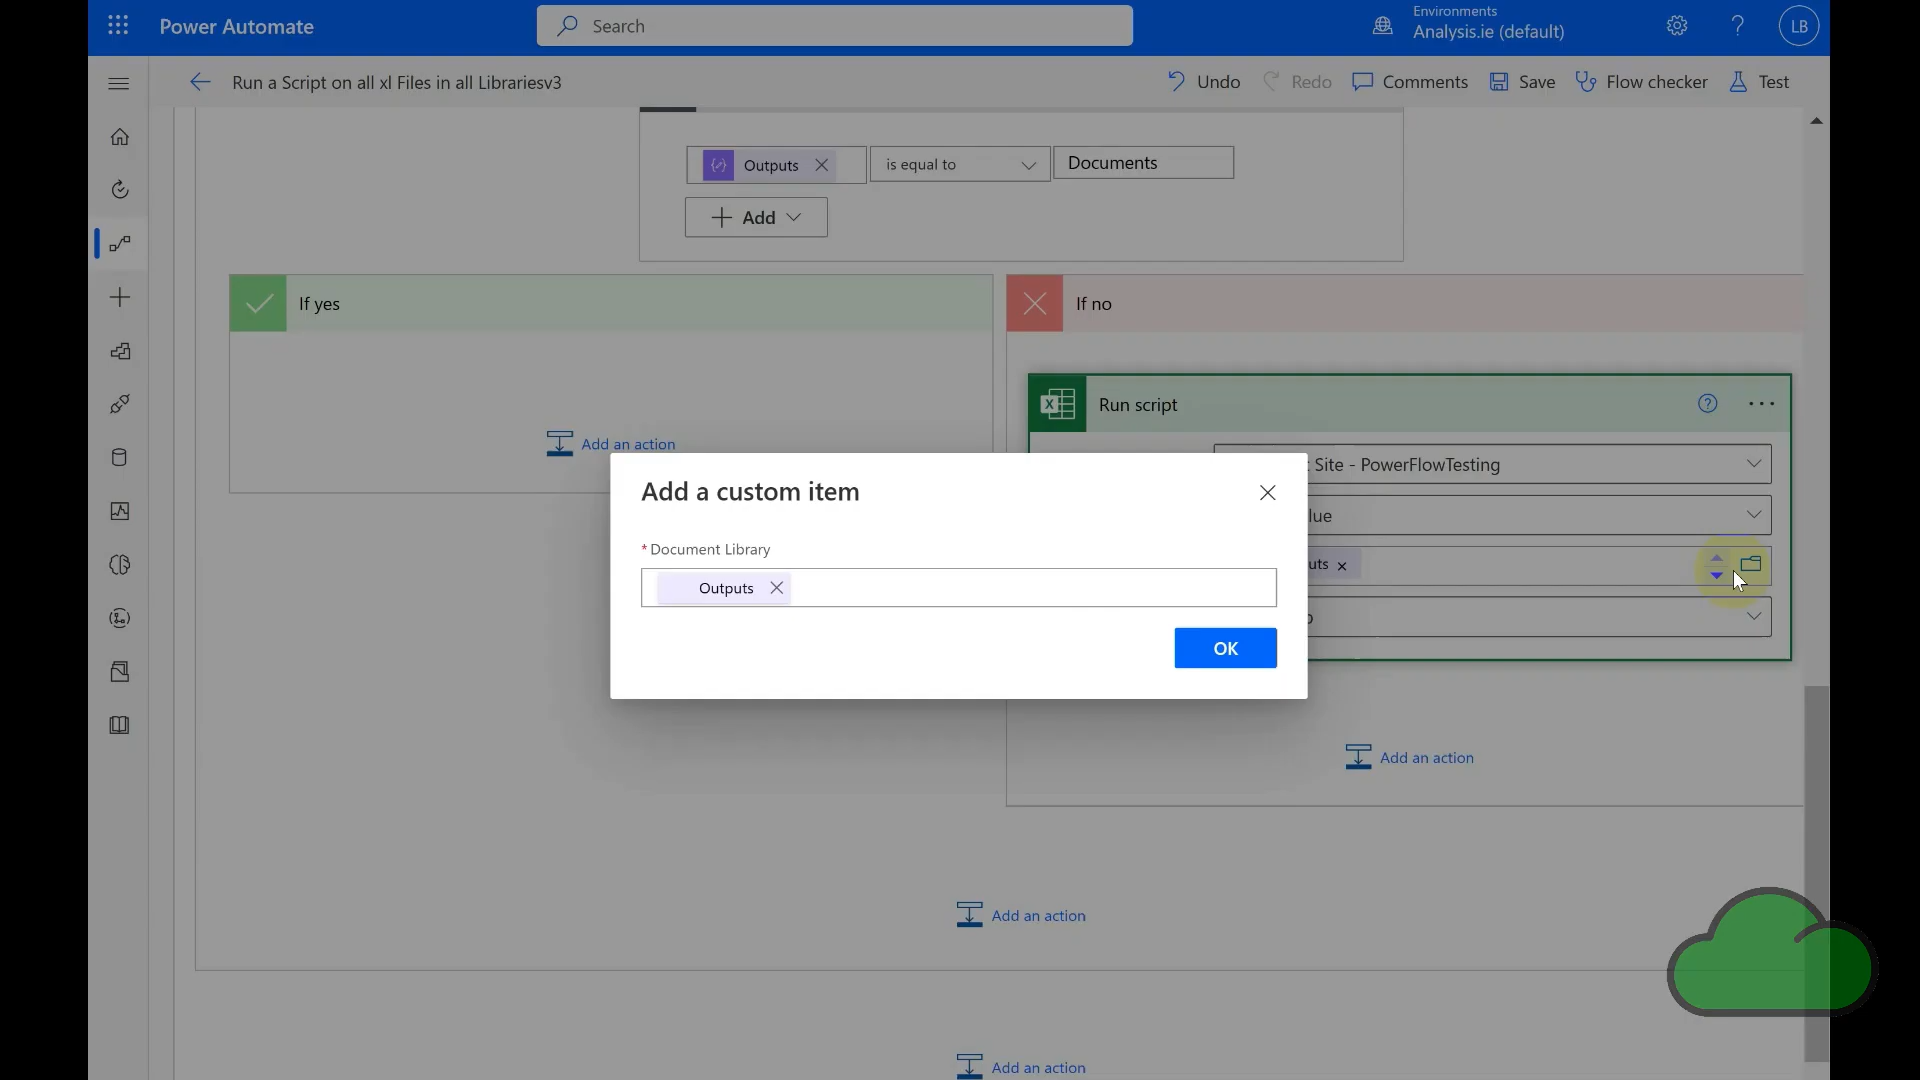 Power Automate
Search
Environments
Analysis.ie (default)
LB
Run a Script on all xl Files in all Librariesv3
Undo
Redo
Comments
Save
Flow checker
Test
Outputs
is equal to
Documents
Add
If yes
If no
Add an action
Run script
Site - PowerFlowTesting
Add a custom item
* Document Library
Outputs
OK
Add an action
Add an action
Add an action